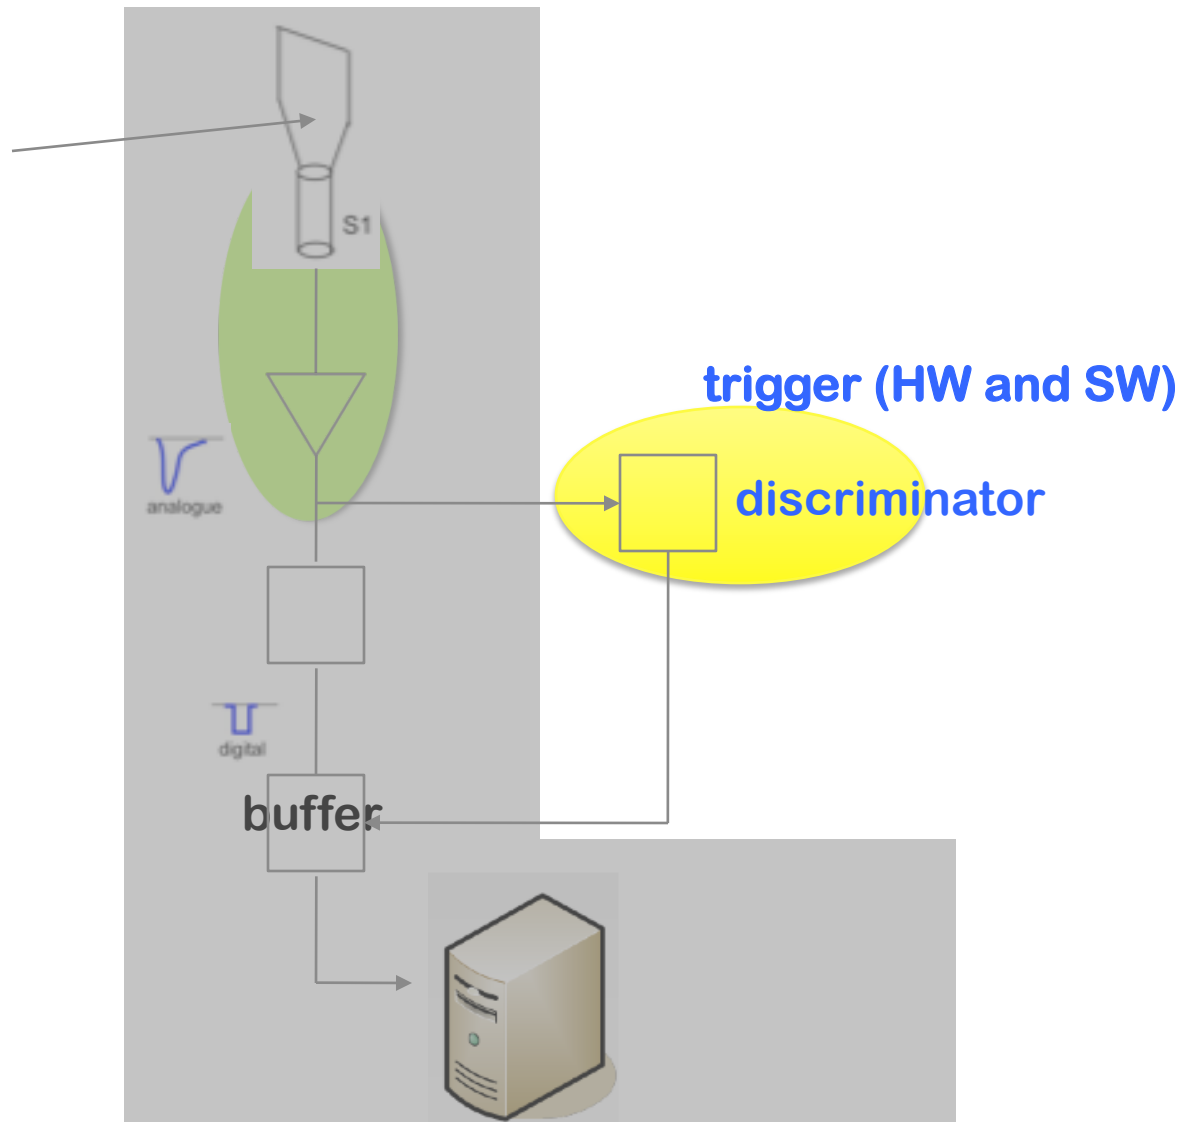 S1
trigger (HW and SW)
analogue
discriminator
digital
buffer